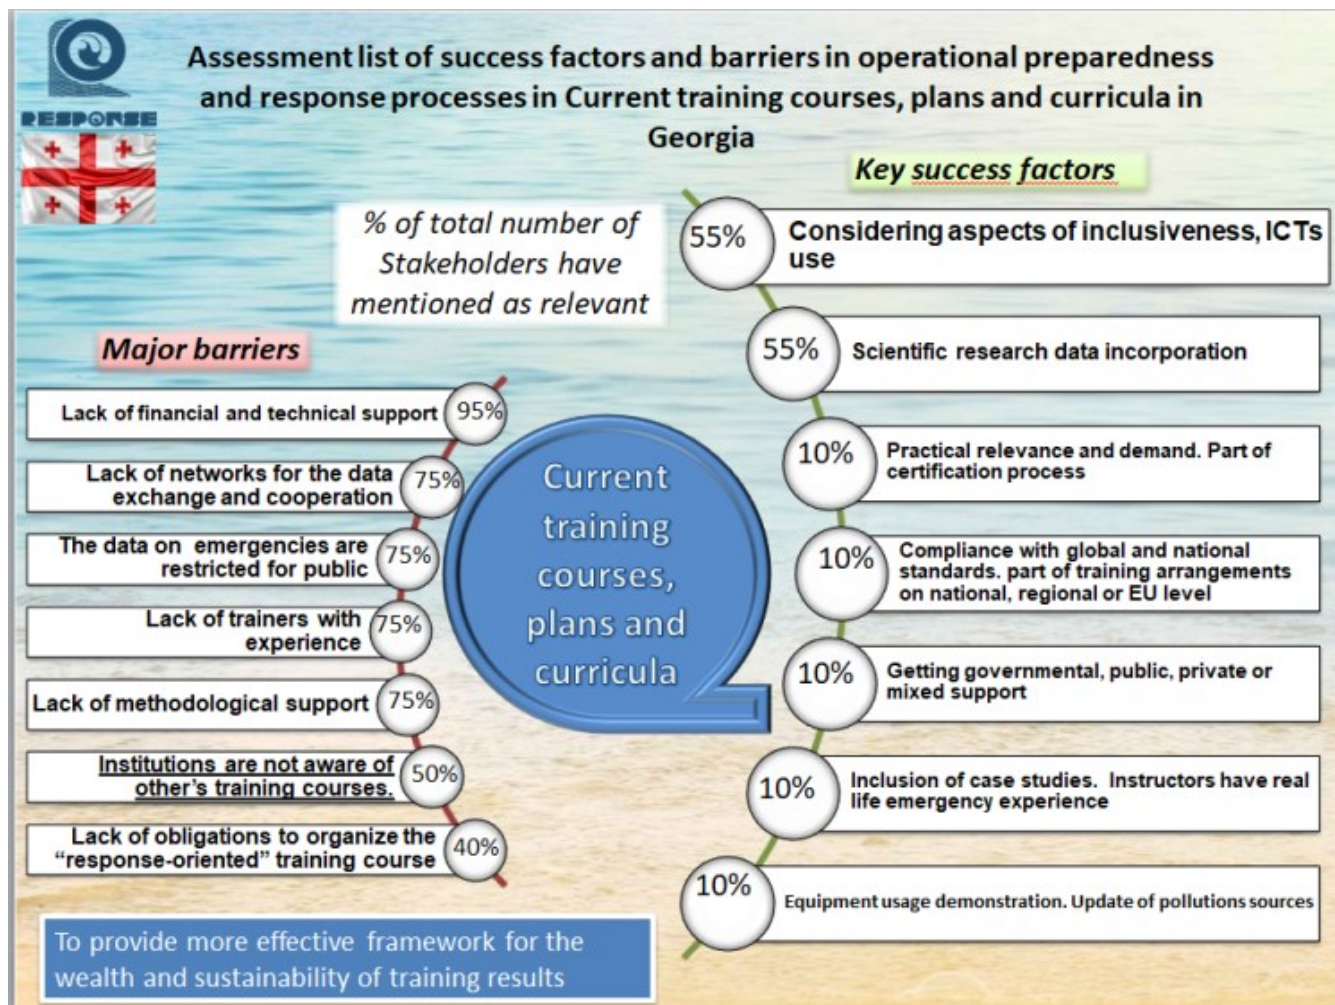 RESPONSE
Assessment list of success factors and barriers in operational preparedness
and response processes in Current training courses, plans and curricula in
Georgia
Key success factors
% of total number of
Stakeholders have
mentioned as relevant
55%
Considering aspects of inclusiveness, ICTs
use
55%
Scientific research data incorporation
10%
Practical relevance and demand. Part of
certification process
10%
Compliance with global and national
standards. part of training arrangements
on national, regional or EU level
10%
Getting governmental, public, private or
mixed support
10%
Inclusion of case studies.  Instructors have real
life emergency experience
10%
Equipment usage demonstration. Update of pollutions sources
Major barriers
Lack of financial and technical support
95%
Lack of networks for the data
exchange and cooperation
75%
The data on  emergencies are
restricted for public
75%
Lack of trainers with
experience
75%
Lack of methodological support
75%
Institutions are not aware of
other's training courses.
50%
Lack of obligations to organize the
“response-oriented” training course
40%
Current
training
courses,
plans and
curricula
To provide more effective framework for the
wealth and sustainability of training results